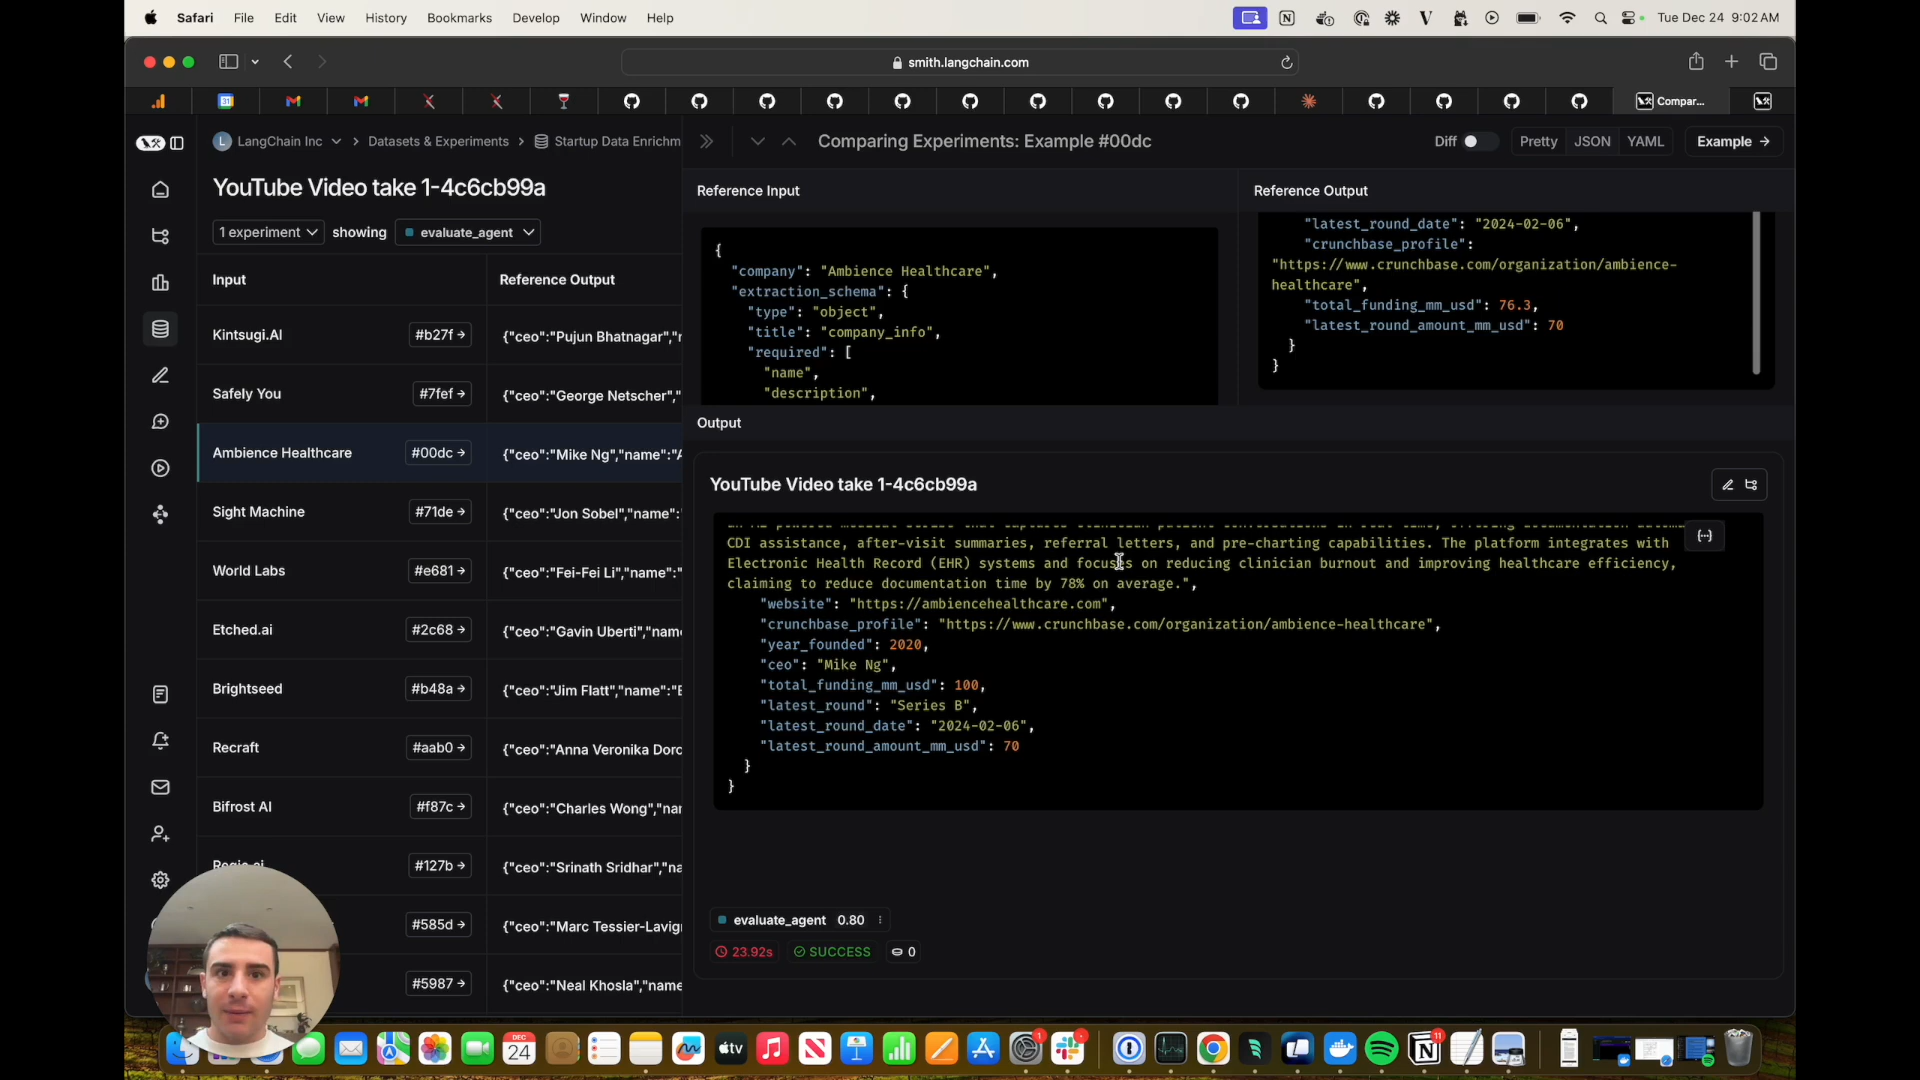 Safari File Edit View History Bookmarks Develop Window Help
Tue Dec 24 9:02 AM
smith.langchain.com
Compar...
L LangChain Inc
Datasets & Experiments
Startup Data Enrichm
YouTube Video take 1-4c6cb99a
1 experiment showing evaluate_agent
Input Reference Output
Kintsugi.AI #b27f → {"ceo":"Pujun Bhatnagar","r
Safely You #7fef → {"ceo":"George Netscher","
Ambience Healthcare #00dc → {"ceo":"Mike Ng","name":"A
Sight Machine #71de → {"ceo":"Jon Sobel","name":"
World Labs #e681 → {"ceo":"Fei-Fei Li","name":"
Etched.ai #2c68 → {"ceo":"Gavin Uberti","name
Brightseed #b48a → {"ceo":"Jim Flatt","name":"E
Recraft #aab0 → {"ceo":"Anna Veronika Doro
Bifrost AI #f87c → {"ceo":"Charles Wong","nar
#127b → {"ceo":"Srinath Sridhar","na
#585d → {"ceo":"Marc Tessier-Lavig
#5987 → {"ceo":"Neal Khosla","name
Comparing Experiments: Example #00dc
Diff Pretty JSON YAML Example →
Reference Input
{
"company": "Ambience Healthcare",
"extraction_schema": {
"type": "object",
"title": "company_info",
"required": [
"name",
"description",
Reference Output
"latest_round_date": "2024-02-06",
"crunchbase_profile":
"https://www.crunchbase.com/organization/ambience-
healthcare",
"total_funding_mm_usd": 76.3,
"latest_round_amount_mm_usd": 70
}
}
Output
YouTube Video take 1-4c6cb99a
CDI assistance, after-visit summaries, referral letters, and pre-charting capabilities. The platform integrates with
Electronic Health Record (EHR) systems and focuses on reducing clinician burnout and improving healthcare efficiency,
claiming to reduce documentation time by 78% on average.",
"website": "https://ambiencehealthcare.com",
"crunchbase_profile": "https://www.crunchbase.com/organization/ambience-healthcare",
"year_founded": 2020,
"ceo": "Mike Ng",
"total_funding_mm_usd": 100,
"latest_round": "Series B",
"latest_round_date": "2024-02-06",
"latest_round_amount_mm_usd": 70
}
}
{··}
evaluate_agent 0.80
23.92s SUCCESS 0
DEC
24
tv
1
11